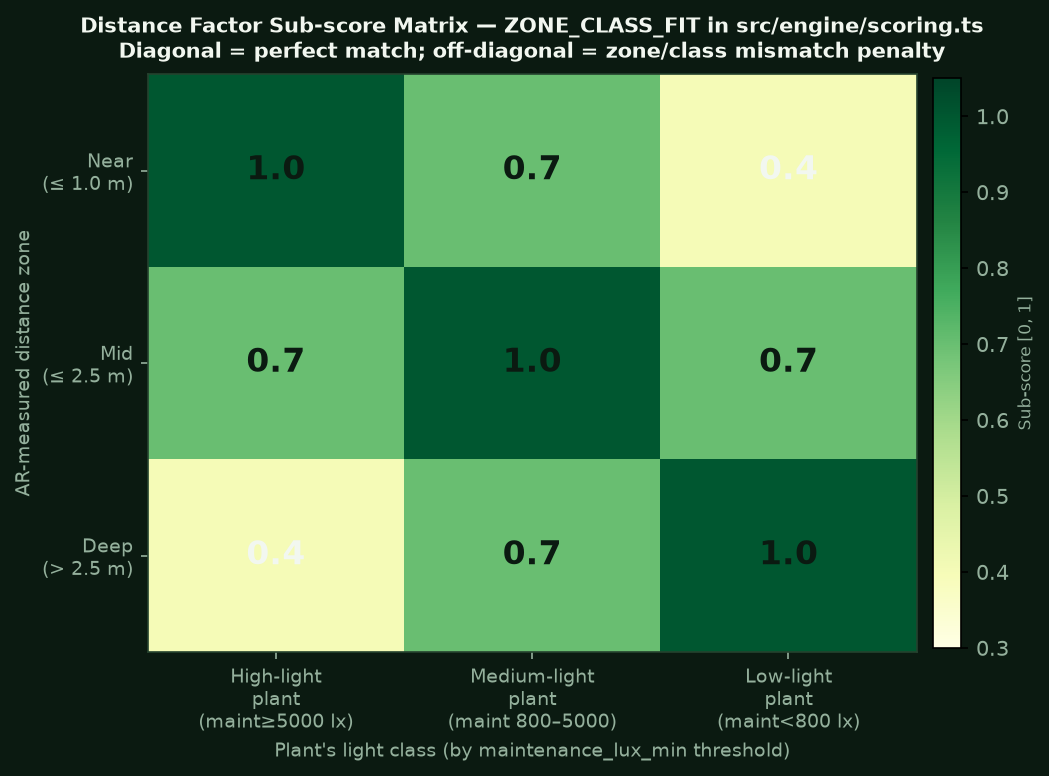 Distance Factor Sub-score Matrix — ZONE_CLASS_FIT in src/engine/scoring.ts
Diagonal = perfect match; off-diagonal = zone/class mismatch penalty
AR-measured distance zone
Near
(≤ 1.0 m)
1.0 0.7 0.4
Mid
(≤ 2.5 m)
0.7 1.0 0.7
Deep
(> 2.5 m)
0.4 0.7 1.0
High-light
plant
(maint≥5000 lx)
Medium-light
plant
(maint 800–5000)
Low-light
plant
(maint<800 lx)
Plant's light class (by maintenance_lux_min threshold)
1.0
0.9
0.8
0.7
0.6
0.5
0.4
0.3
Sub-score [0, 1]